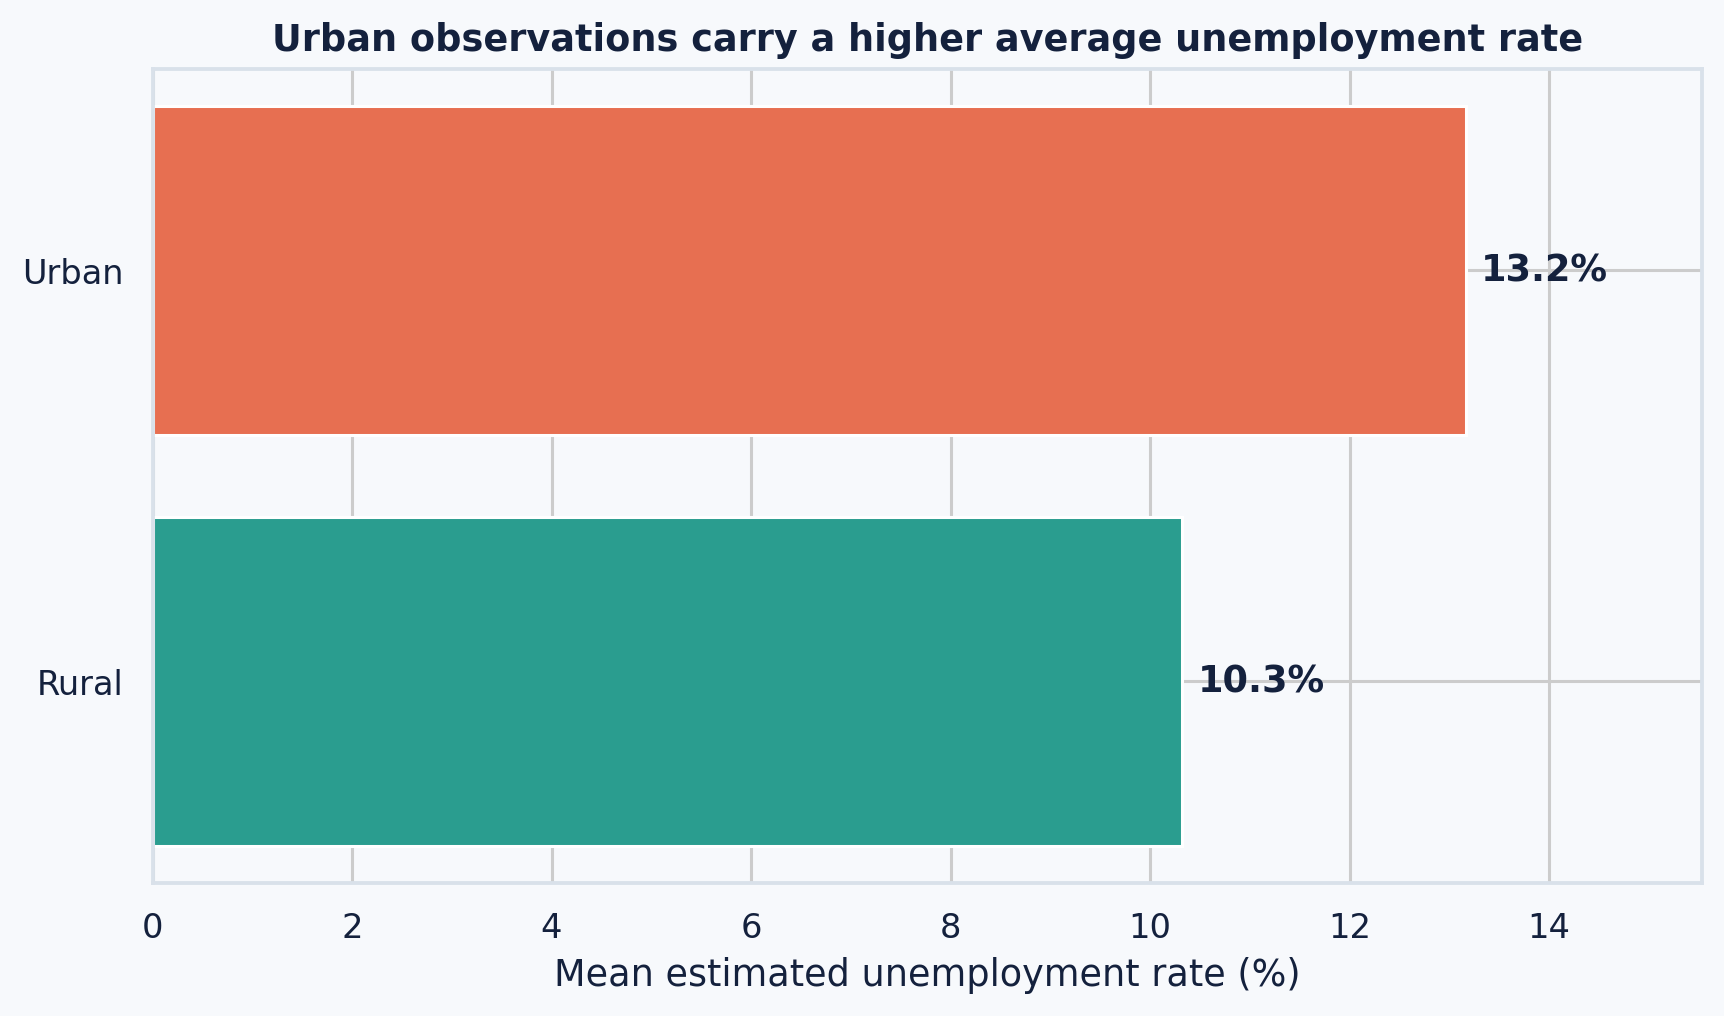 Urban observations carry a higher average unemployment rate
Urban
13.2%
Rural
10.3%
0 2 4 6 8 10 12 14
Mean estimated unemployment rate (%)